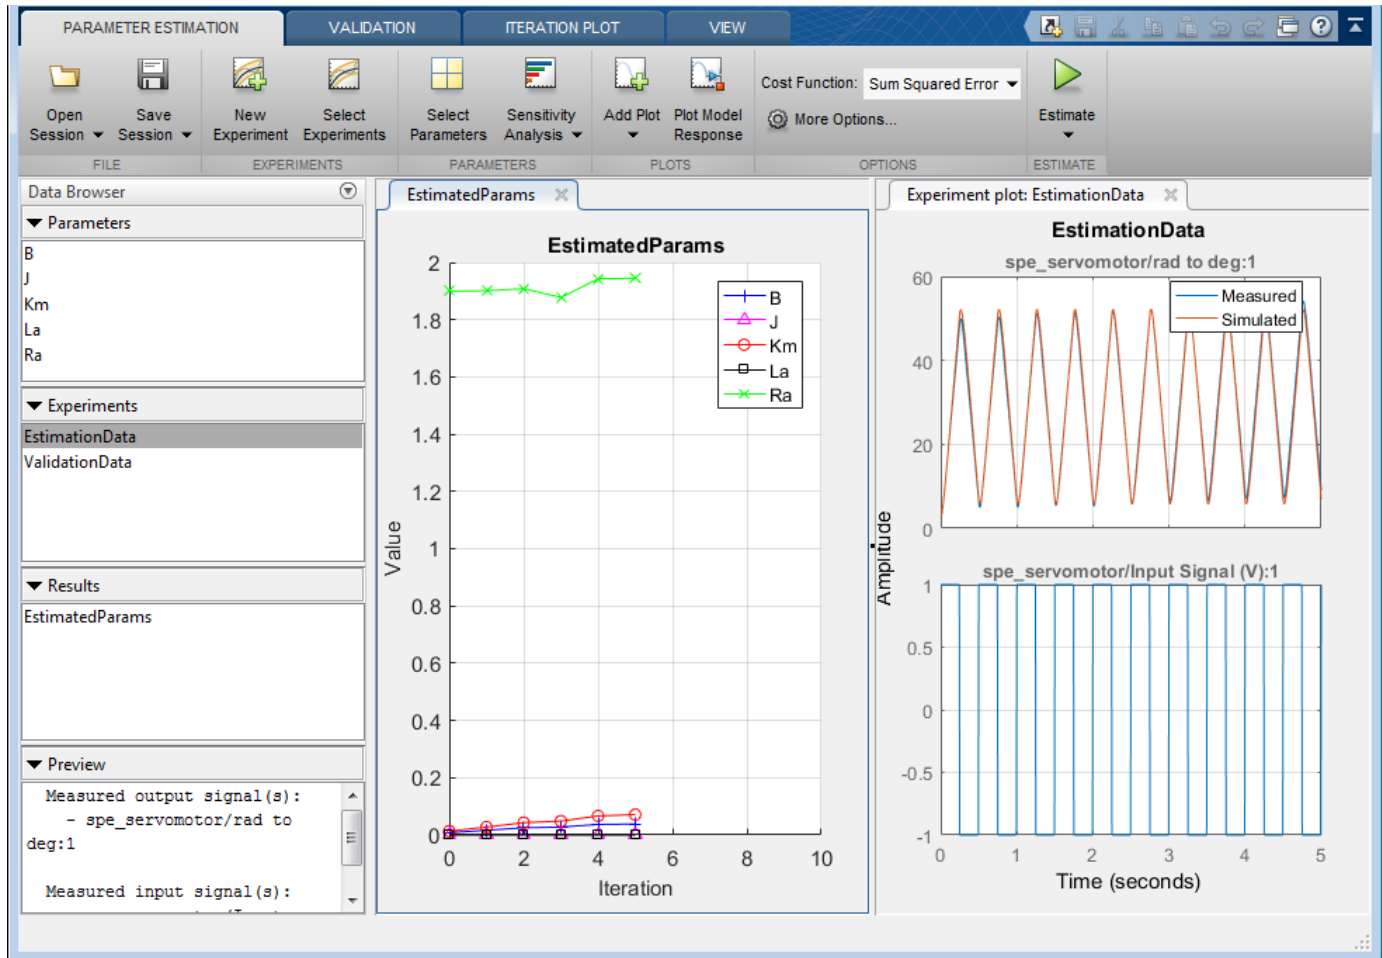 PARAMETER ESTIMATION
VALIDATION
ITERATION PLOT
VIEW
Open Session
Save Session
New Experiment
Select Experiments
Select Parameters
Sensitivity Analysis
Add Plot
Plot Model Response
Cost Function: Sum Squared Error
More Options...
Estimate
FILE
EXPERIMENTS
PARAMETERS
PLOTS
OPTIONS
ESTIMATE
Data Browser
Parameters
B
J
Km
La
Ra
Experiments
EstimationData
ValidationData
Results
EstimatedParams
Preview
Measured output signal(s):
- spe_servomotor/rad to
deg:1
Measured input signal(s):
EstimatedParams
EstimatedParams
2
1.8
1.6
1.4
1.2
1
0.8
0.6
0.4
0.2
0
Value
B
J
Km
La
Ra
0 2 4 6 8 10
Iteration
Experiment plot: EstimationData
EstimationData
spe_servomotor/rad to deg:1
60
40
20
0
Measured
Simulated
Amplitude
spe_servomotor/Input Signal (V):1
1
0.5
0
-0.5
-1
0 1 2 3 4 5
Time (seconds)